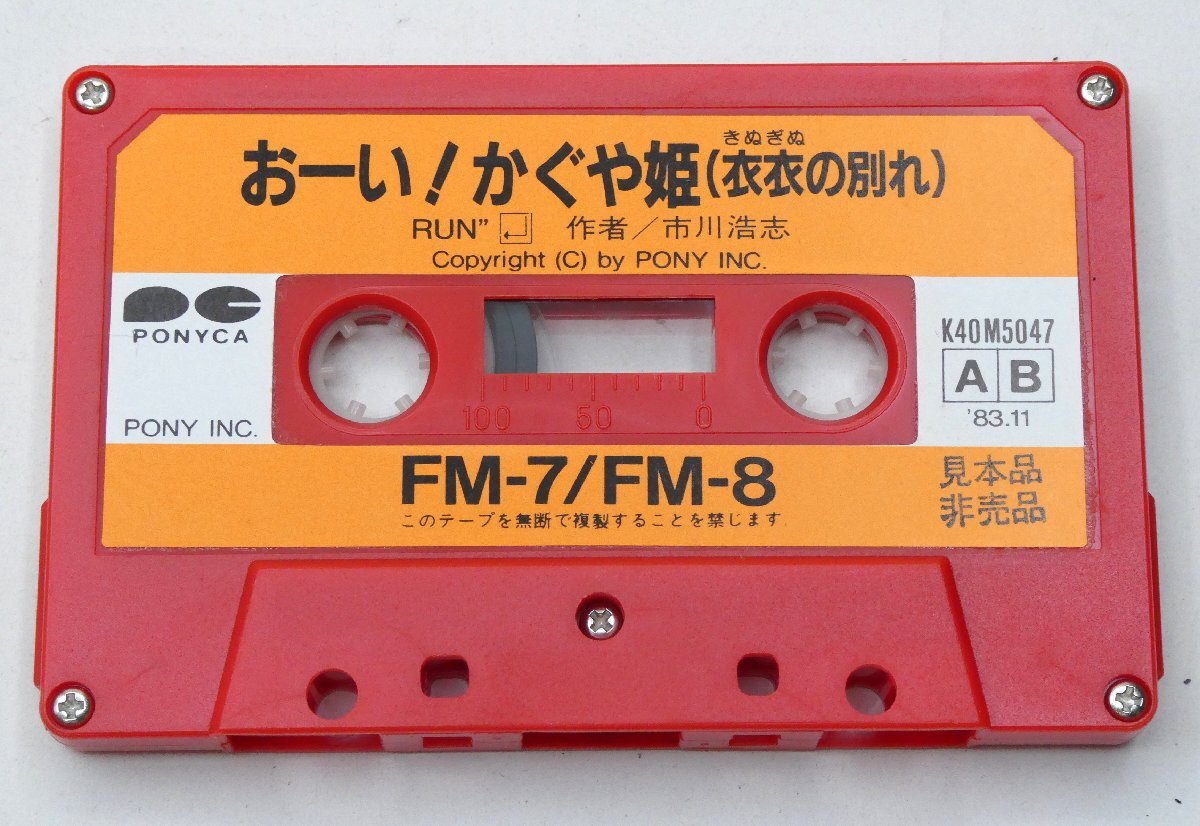 きぬぎぬ
おーい!かぐや姫(衣衣の別れ)
RUN" 作者/市川浩志
Copyright (C) by PONY INC.
PONYCA
PONY INC.
100 50 0
K40M5047
A B
'83.11
FM-7/FM-8
このテープを無断で複製することを禁じます.
見本品
非売品